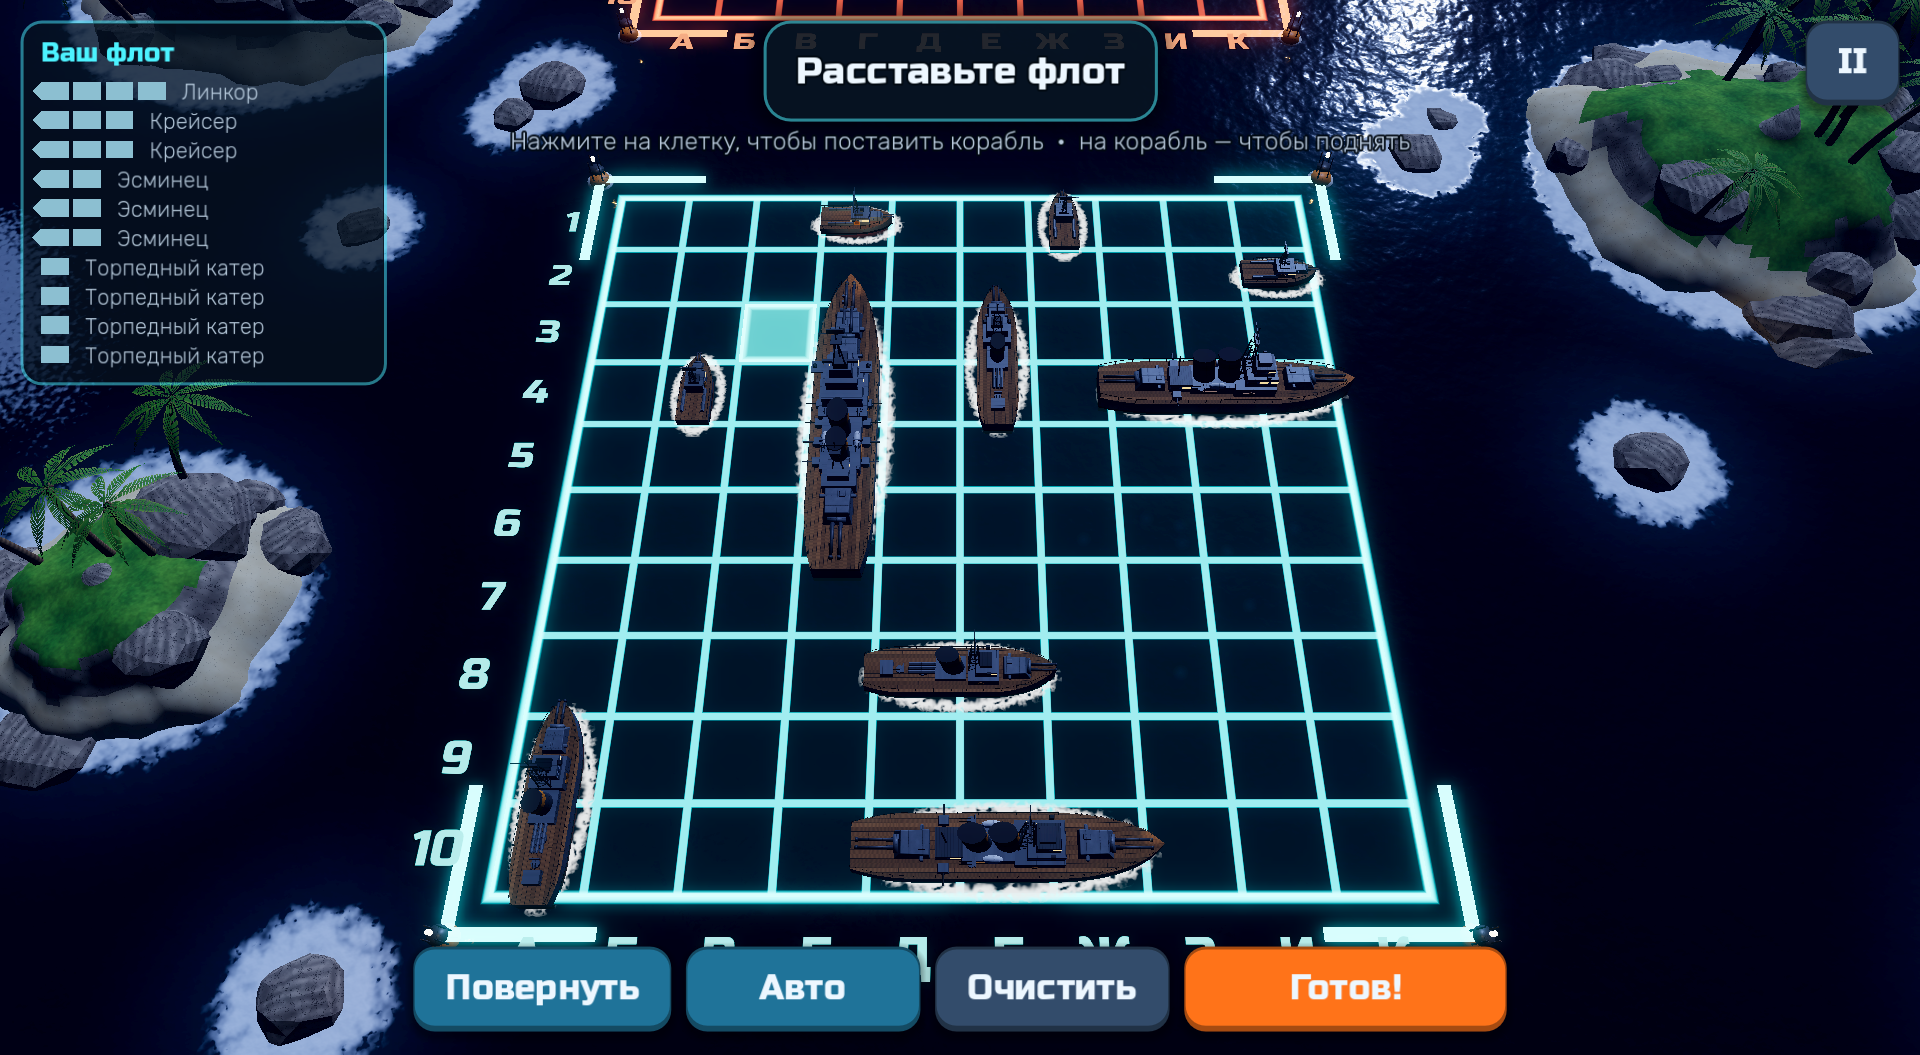 А Б В Г Д Е Ж З И К
Ваш флот
Линкор
Крейсер
Крейсер
Эсминец
Эсминец
Эсминец
Торпедный катер
Торпедный катер
Торпедный катер
Торпедный катер
Расставьте флот
II
Нажмите на клетку, чтобы поставить корабль • на корабль — чтобы поднять
1
2
3
4
5
6
7
8
9
10
Повернуть
Авто
Очистить
Готов!